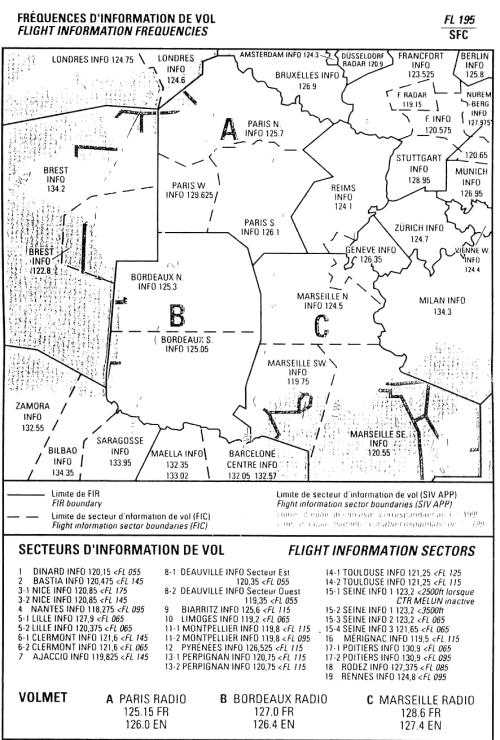 FRÉQUENCES D'INFORMATION DE VOL
FLIGHT INFORMATION FREQUENCIES
FL 195
SFC
LONDRES INFO 124.75
LONDRES
INFO
124.6
AMSTERDAM INFO 124.3
DÜSSELDORF
RADAR 120.9
FRANCFORT
INFO
123.525
BERLIN
INFO
125.8
BRUXELLES INFO
126.9
F RADAR
119.15
F. INFO
120.575
NUREM
-BERG
INFO
127.975
A
PARIS N.
INFO 125.7
BREST
INFO
134.2
PARIS W
INFO 129.625
REIMS
INFO
124.1
STUTTGART
INFO
128.95
120.65
MUNICH
INFO
126.95
PARIS S
INFO 126.1
ZÜRICH INFO
124.7
VIENNE W.
INFO
124.4
BREST
INFO
122.8
GENEVE INFO
126.35
BORDEAUX N.
INFO 125.3
B
BORDEAUX S.
INFO 125.05
MARSEILLE N
INFO 124.5
C
MILAN INFO
134.3
MARSEILLE SW
INFO
119.75
MARSEILLE SE.
INFO
120.55
ZAMORA
INFO
132.55
BILBAO
INFO
134.35
SARAGOSSE
INFO
133.95
MAELLA INFO
132.35
133.02
BARCELONE
CENTRE INFO
132.05 132.57
Limite de FIR
FIR boundary
Limite de secteur d'information de vol (FIC)
Flight information sector boundaries (FIC)
Limite de secteur d'information de vol (SIV APP)
Flight information sector boundaries (SIV APP)
SECTEURS D'INFORMATION DE VOL
FLIGHT INFORMATION SECTORS
1 DINARD INFO 120,15 <FL 055
2 BASTIA INFO 120,475 <FL 145
3-1 NICE INFO 120,85 <FL 175
3-2 NICE INFO 120,85 <FL 145
4 NANTES INFO 118,275 <FL 095
5-1 LILLE INFO 127,9 <FL 065
5-2 LILLE INFO 120,375 <FL 065
6-1 CLERMONT INFO 121,6 <FL 145
6-2 CLERMONT INFO 121,6 <FL 065
7 AJACCIO INFO 119,825 <FL 145
8-1 DEAUVILLE INFO Secteur Est
120,35 <FL 055
8-2 DEAUVILLE INFO Secteur Ouest
119,35 <FL 055
9 BIARRITZ INFO 125,6 <FL 115
10 LIMOGES INFO 119,2 <FL 065
11-1 MONTPELLIER INFO 119,8 <FL 115
11-2 MONTPELLIER INFO 119,8 <FL 095
12 PYRENEES INFO 126,525 <FL 115
13-1 PERPIGNAN INFO 120,75 <FL 115
13-2 PERPIGNAN INFO 120,75 <FL 115
14-1 TOULOUSE INFO 121,25 <FL 125
14-2 TOULOUSE INFO 121,25 <FL 115
15-1 SEINE INFO 1 123,2 <2500ft lorsque
CTR MELUN inactive
15-2 SEINE INFO 1 123,2 <3500ft
15-3 SEINE INFO 2 123,2 <FL 065
15-4 SEINE INFO 3 121,65 <FL 065
16 MERIGNAC INFO 119,5 <FL 115
17-1 POITIERS INFO 130,9 <FL 065
17-2 POITIERS INFO 130,9 <FL 095
18 RODEZ INFO 127,375 <FL 085
19 RENNES INFO 124,8 <FL 095
VOLMET
A PARIS RADIO
125.15 FR
126.0 EN
B BORDEAUX RADIO
127.0 FR
126.4 EN
C MARSEILLE RADIO
128.6 FR
127.4 EN